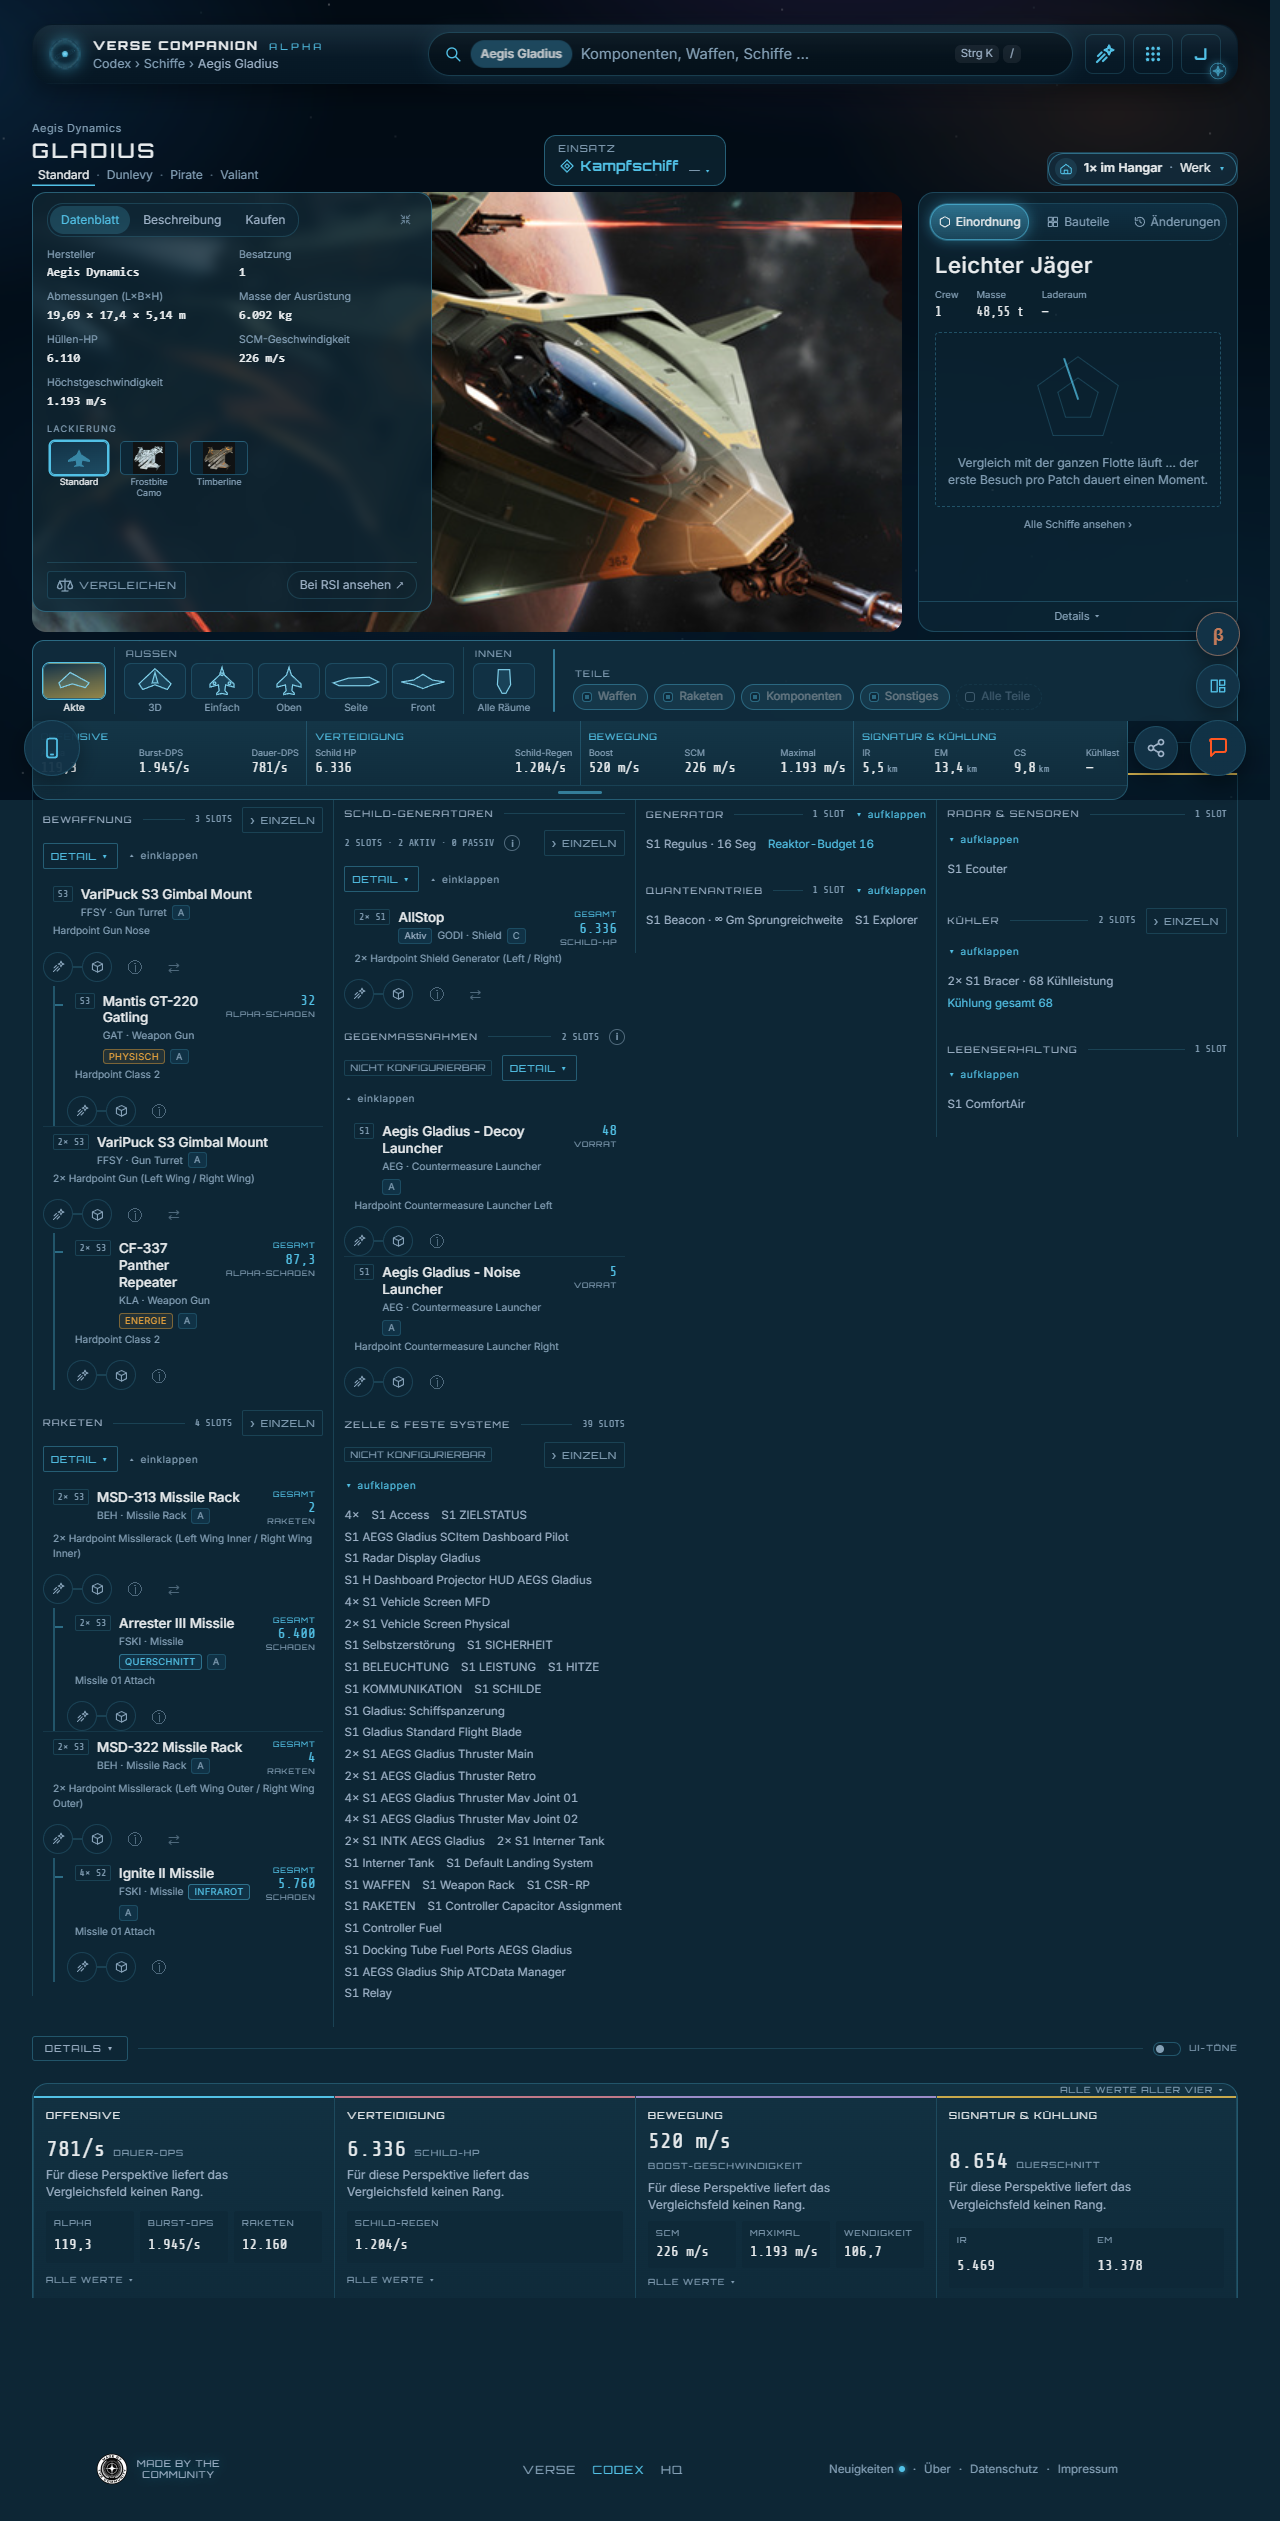 VERSE COMPANION ALPHA
Codex › Schiffe › Aegis Gladius
Aegis Gladius Komponenten, Waffen, Schiffe ... Strg K /
Aegis Dynamics
GLADIUS
Standard · Dunlevy · Pirate · Valiant
EINSATZ
Kampfschiff
1× im Hangar · Werk
Datenblatt Beschreibung Kaufen
Hersteller Besatzung
Aegis Dynamics 1
Abmessungen (L×B×H) Masse der Ausrüstung
19,69 × 17,4 × 5,14 m 6.092 kg
Hüllen-HP SCM-Geschwindigkeit
6.110 226 m/s
Höchstgeschwindigkeit
1.193 m/s
LACKIERUNG
Standard Frostbite Camo Timberline
VERGLEICHEN Bei RSI ansehen ↗
Einordnung Bauteile Änderungen
Leichter Jäger
Crew Masse Laderaum
1 48,55 t –
Vergleich mit der ganzen Flotte läuft ... der
erste Besuch pro Patch dauert einen Moment.
Alle Schiffe ansehen ›
Details
β
AUSSEN INNEN
TEILE
Waffen Raketen Komponenten Sonstiges Alle Teile
Akte 3D Einfach Oben Seite Front Alle Räume
VERTEIDIGUNG BEWEGUNG SIGNATUR & KÜHLUNG
Burst-DPS Dauer-DPS Schild HP Schild-Regen Boost SCM Maximal IR EM CS Kühllast
1.945/s 781/s 6.336 1.204/s 520 m/s 226 m/s 1.193 m/s 5,5 km 13,4 km 9,8 km –
BEWAFFNUNG 3 SLOTS › EINZELN
DETAIL einklappen
S3 VariPuck S3 Gimbal Mount
FFSY · Gun Turret A
Hardpoint Gun Nose
S3 Mantis GT-220 Gatling 32
ALPHA-SCHADEN
GAT · Weapon Gun
PHYSISCH A
Hardpoint Class 2
2× S3 VariPuck S3 Gimbal Mount
FFSY · Gun Turret A
2× Hardpoint Gun (Left Wing / Right Wing)
2× S3 CF-337 Panther Repeater GESAMT
87,3
ALPHA-SCHADEN
KLA · Weapon Gun
ENERGIE A
Hardpoint Class 2
RAKETEN 4 SLOTS › EINZELN
DETAIL einklappen
2× S3 MSD-313 Missile Rack GESAMT
2
BEH · Missile Rack A RAKETEN
2× Hardpoint Missilerack (Left Wing Inner / Right Wing
Inner)
2× S3 Arrester III Missile GESAMT
6.400
FSKI · Missile SCHADEN
QUERSCHNITT A
Missile 01 Attach
2× S3 MSD-322 Missile Rack GESAMT
4
BEH · Missile Rack A RAKETEN
2× Hardpoint Missilerack (Left Wing Outer / Right Wing
Outer)
4× S2 Ignite II Missile GESAMT
5.760
FSKI · Missile INFRAROT SCHADEN
A
Missile 01 Attach
SCHILD-GENERATOREN
2 SLOTS · 2 AKTIV · 0 PASSIV i › EINZELN
DETAIL einklappen
2× S1 AllStop GESAMT
6.336
Aktiv GODI · Shield C SCHILD-HP
2× Hardpoint Shield Generator (Left / Right)
GEGENMASSNAHMEN 2 SLOTS i
NICHT KONFIGURIERBAR DETAIL
einklappen
S1 Aegis Gladius - Decoy 48
Launcher VORRAT
AEG · Countermeasure Launcher
A
Hardpoint Countermeasure Launcher Left
S1 Aegis Gladius - Noise 5
Launcher VORRAT
AEG · Countermeasure Launcher
A
Hardpoint Countermeasure Launcher Right
ZELLE & FESTE SYSTEME 39 SLOTS
NICHT KONFIGURIERBAR › EINZELN
aufklappen
4× S1 Access S1 ZIELSTATUS
S1 AEGS Gladius SCItem Dashboard Pilot
S1 Radar Display Gladius
S1 H Dashboard Projector HUD AEGS Gladius
4× S1 Vehicle Screen MFD
2× S1 Vehicle Screen Physical
S1 Selbstzerstörung S1 SICHERHEIT
S1 BELEUCHTUNG S1 LEISTUNG S1 HITZE
S1 KOMMUNIKATION S1 SCHILDE
S1 Gladius: Schiffspanzerung
S1 Gladius Standard Flight Blade
2× S1 AEGS Gladius Thruster Main
2× S1 AEGS Gladius Thruster Retro
4× S1 AEGS Gladius Thruster Mav Joint 01
4× S1 AEGS Gladius Thruster Mav Joint 02
2× S1 INTK AEGS Gladius 2× S1 Interner Tank
S1 Interner Tank S1 Default Landing System
S1 WAFFEN S1 Weapon Rack S1 CSR-RP
S1 RAKETEN S1 Controller Capacitor Assignment
S1 Controller Fuel
S1 Docking Tube Fuel Ports AEGS Gladius
S1 AEGS Gladius Ship ATCData Manager
S1 Relay
GENERATOR 1 SLOT aufklappen
S1 Regulus · 16 Seg Reaktor-Budget 16
QUANTENANTRIEB 1 SLOT aufklappen
S1 Beacon · ∞ Gm Sprungreichweite S1 Explorer
RADAR & SENSOREN 1 SLOT
aufklappen
S1 Ecouter
KÜHLER 2 SLOTS › EINZELN
aufklappen
2× S1 Bracer · 68 Kühlleistung
Kühlung gesamt 68
LEBENSERHALTUNG 1 SLOT
aufklappen
S1 ComfortAir
DETAILS UI-TÖNE
ALLE WERTE ALLER VIER
OFFENSIVE
781/s DAUER-DPS
Für diese Perspektive liefert das
Vergleichsfeld keinen Rang.
ALPHA BURST-DPS RAKETEN
119,3 1.945/s 12.160
ALLE WERTE
VERTEIDIGUNG
6.336 SCHILD-HP
Für diese Perspektive liefert das
Vergleichsfeld keinen Rang.
SCHILD-REGEN
1.204/s
ALLE WERTE
BEWEGUNG
520 m/s
BOOST-GESCHWINDIGKEIT
Für diese Perspektive liefert das
Vergleichsfeld keinen Rang.
SCM MAXIMAL WENDIGKEIT
226 m/s 1.193 m/s 106,7
ALLE WERTE
SIGNATUR & KÜHLUNG
8.654 QUERSCHNITT
Für diese Perspektive liefert das
Vergleichsfeld keinen Rang.
IR EM
5.469 13.378
MADE BY THE
COMMUNITY
VERSE CODEX HQ
Neuigkeiten · Über · Datenschutz · Impressum